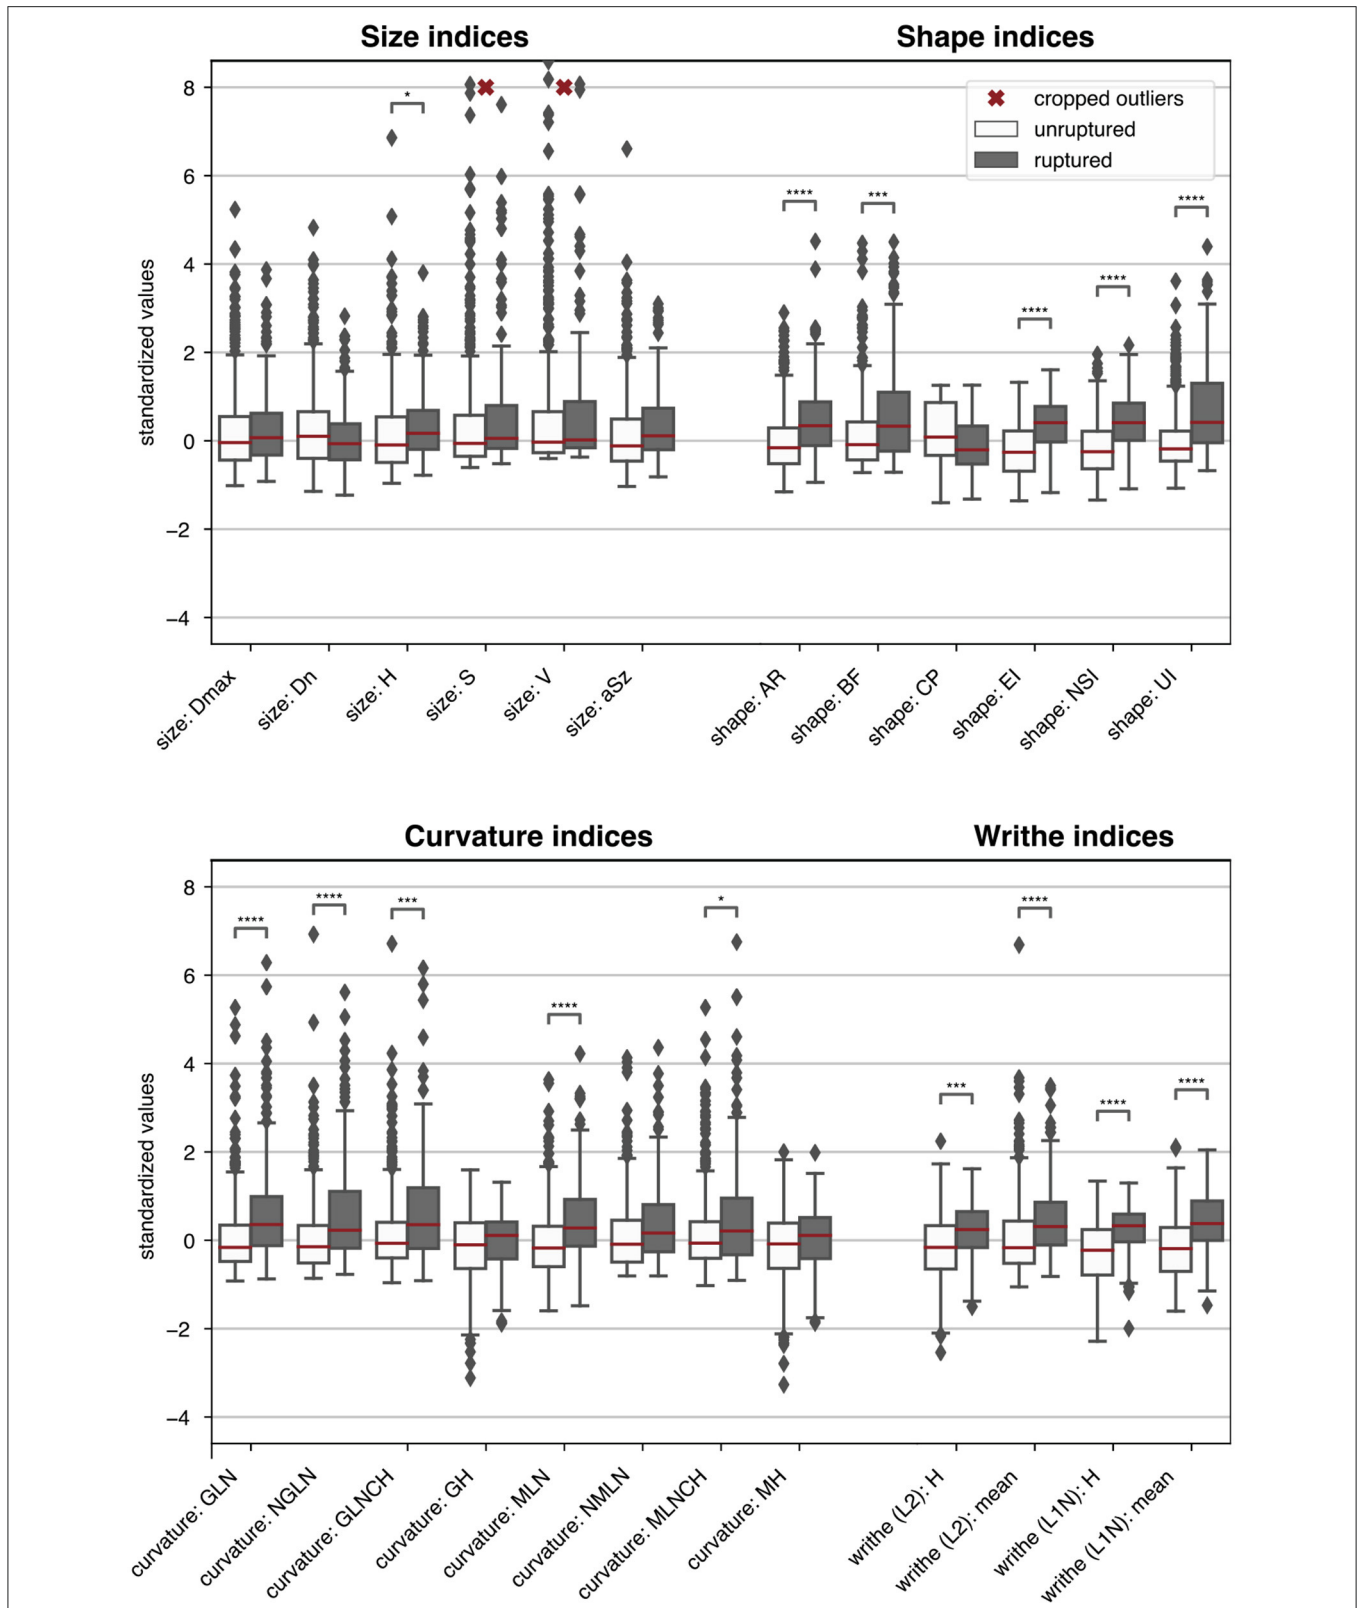 Size indices Shape indices
cropped outliers
unruptured
ruptured
8
6
4
2
0
−2
−4
standardized values
* **** *** **** **** ****
size: Dmax size: Dn size: H size: S size: V size: aSz shape: AR shape: BF shape: CP shape: EI shape: NSI shape: UI
Curvature indices Writhe indices
8
6
4
2
0
−2
−4
standardized values
**** **** *** **** * *** **** **** ****
curvature: GLN curvature: NGLN curvature: GLNCH curvature: GH curvature: MLN curvature: NMLN curvature: MLNCH curvature: MH writhe (L2): H writhe (L2): mean writhe (L1N): H writhe (L1N): mean